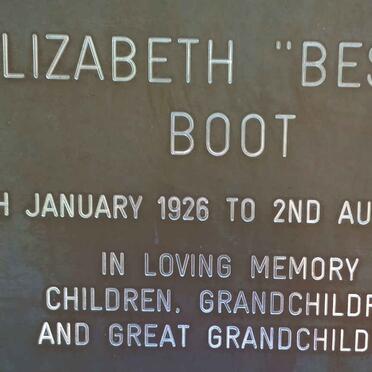 LIZABETH "BES
BOOT
H JANUARY 1926 TO 2ND AU
IN LOVING MEMORY
CHILDREN, GRANDCHILDR
AND GREAT GRANDCHILD